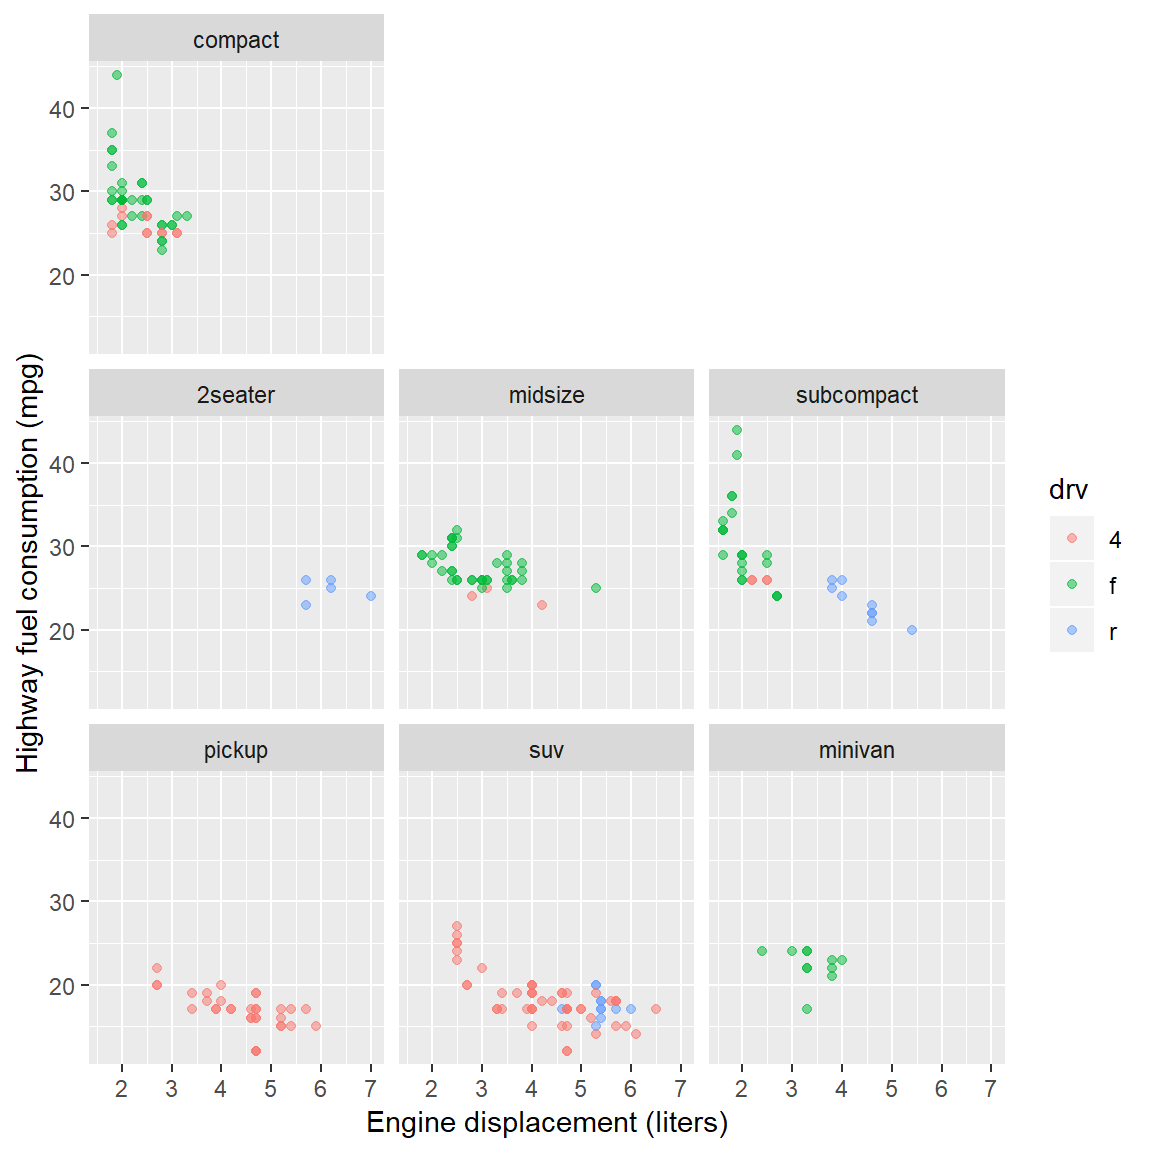 compact
40
30
20
Highway fuel consumption (mpg)
2seater
midsize
subcompact
40
30
20
drv
4
f
r
pickup
suv
minivan
40
30
20
2 3 4 5 6 7
2 3 4 5 6 7
2 3 4 5 6 7
Engine displacement (liters)